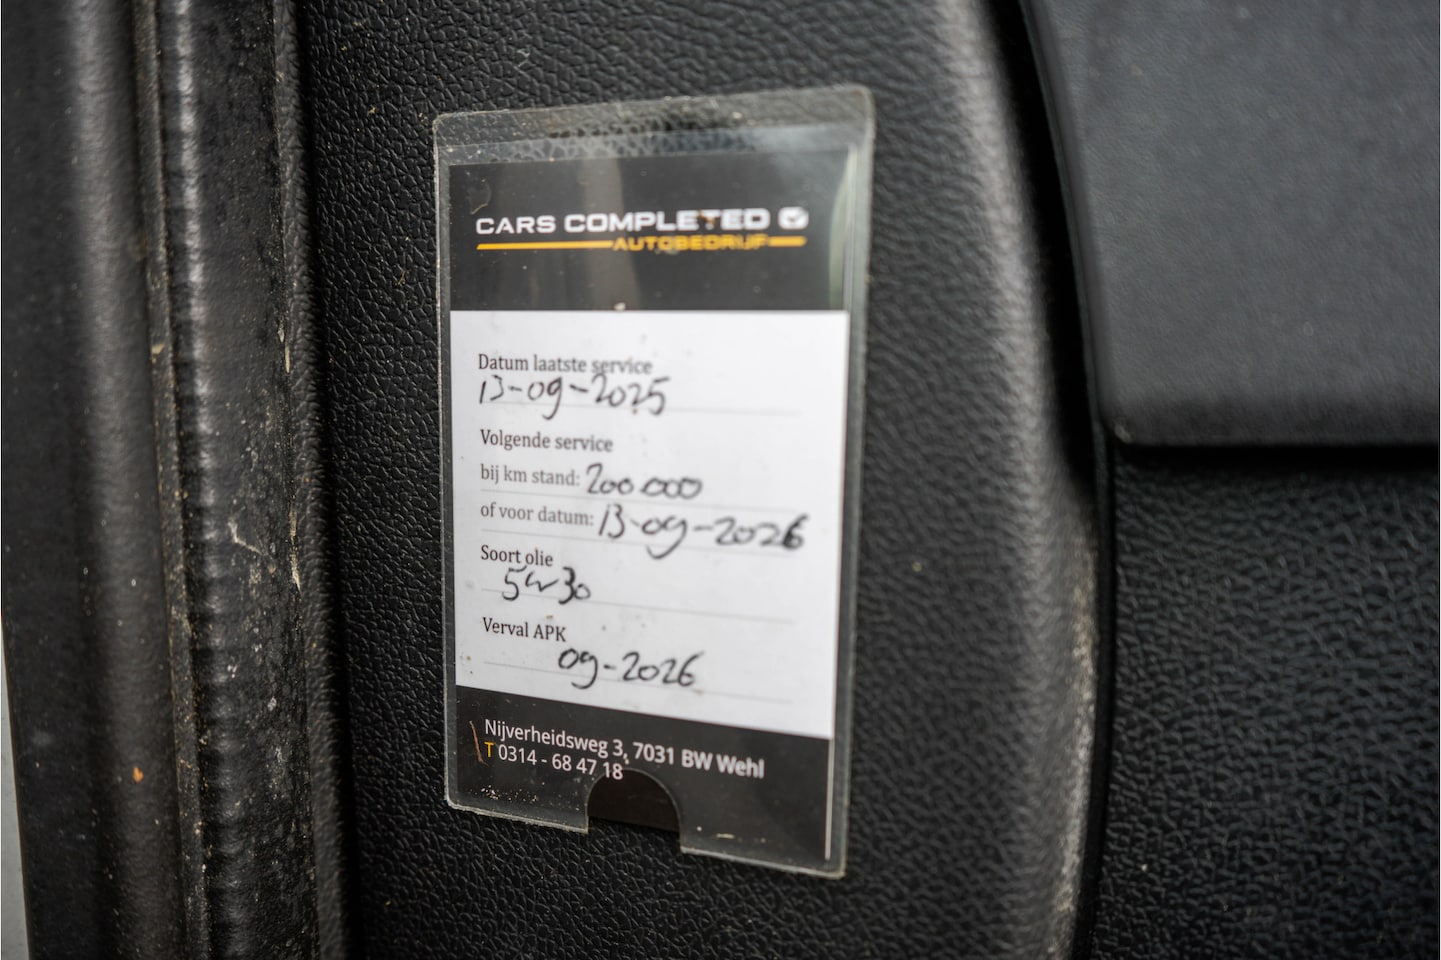 CARS COMPLETED
AUTOBEDRIJF
Datum laatste service
13-09-2025
Volgende service
bij km stand: 200.000
of voor datum: 13-09-2026
Soort olie
5w30
Verval APK
09-2026
Nijverheidsweg 3, 7031 BW Wehl
T 0314 - 68 47 18